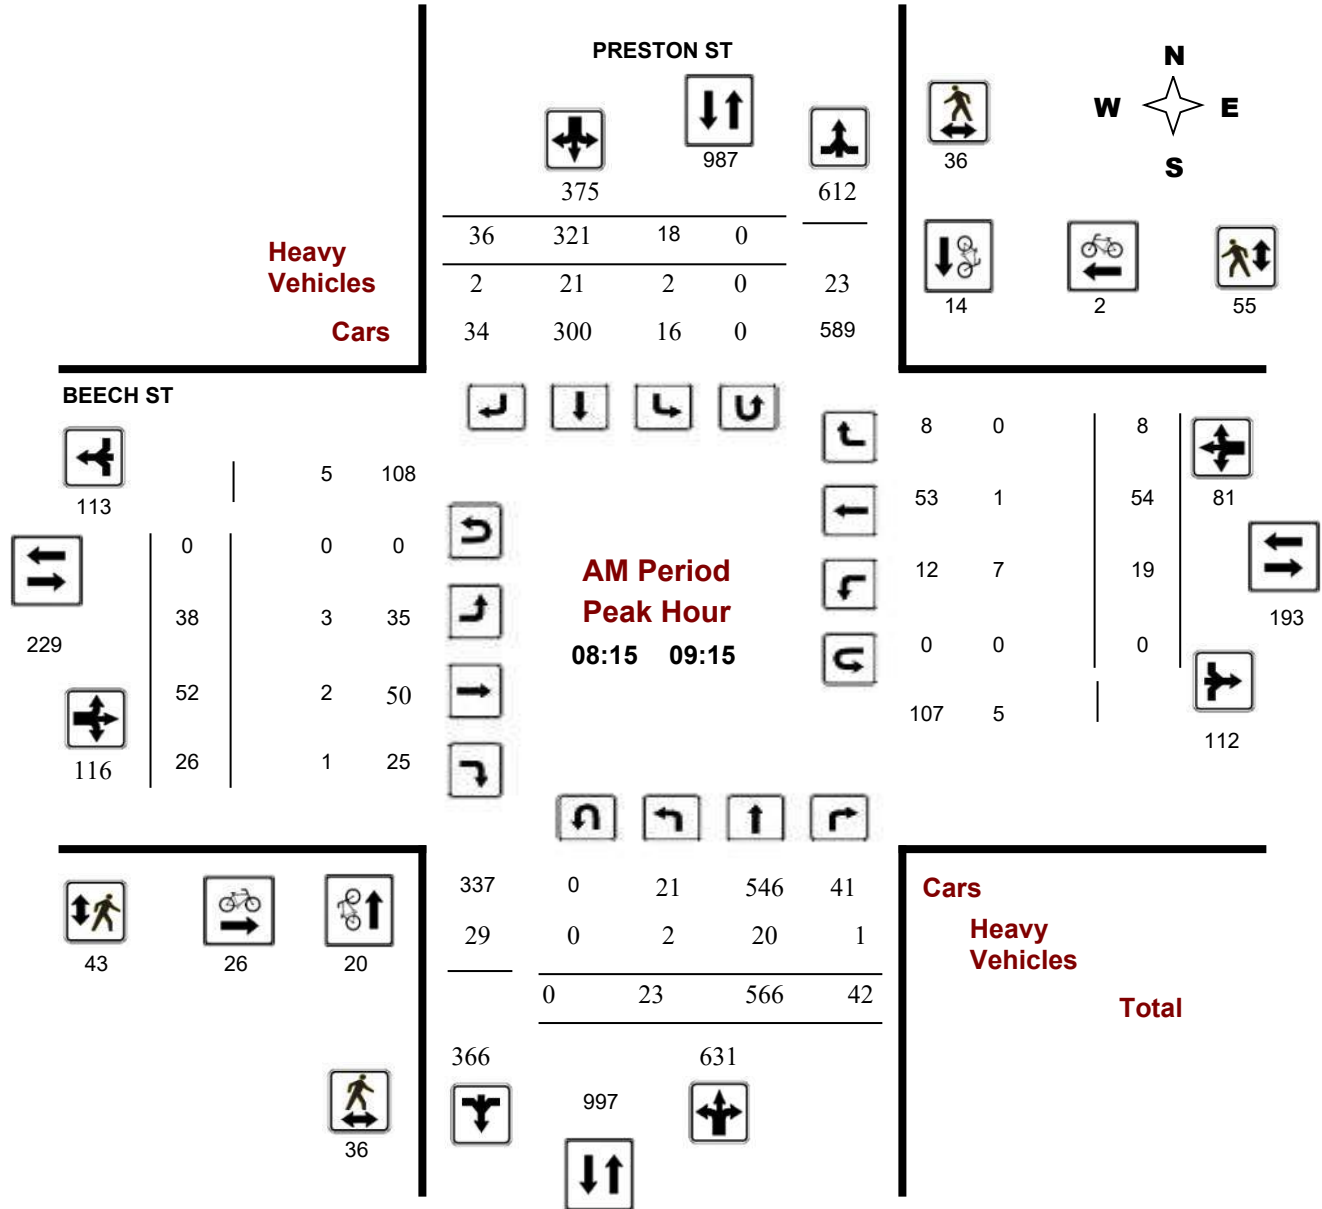 PRESTON ST
N
W E
S
987
36
375 612
36 321 18 0
Heavy
Vehicles 2 21 2 0 23
14 2 55
Cars 34 300 16 0 589
BEECH ST
8 0 8
5 108
113
53 1 54 81
0 0 0
AM Period
12 7 19
Peak Hour
38 3 35
193
229
08:15 09:15
0 0 0
52 2 50
107 5
112
116 26 1 25
337 0 21 546 41 Cars
29 0 2 20 1 Heavy
Vehicles
43 26 20
0 23 566 42
Total
366 631
997
36